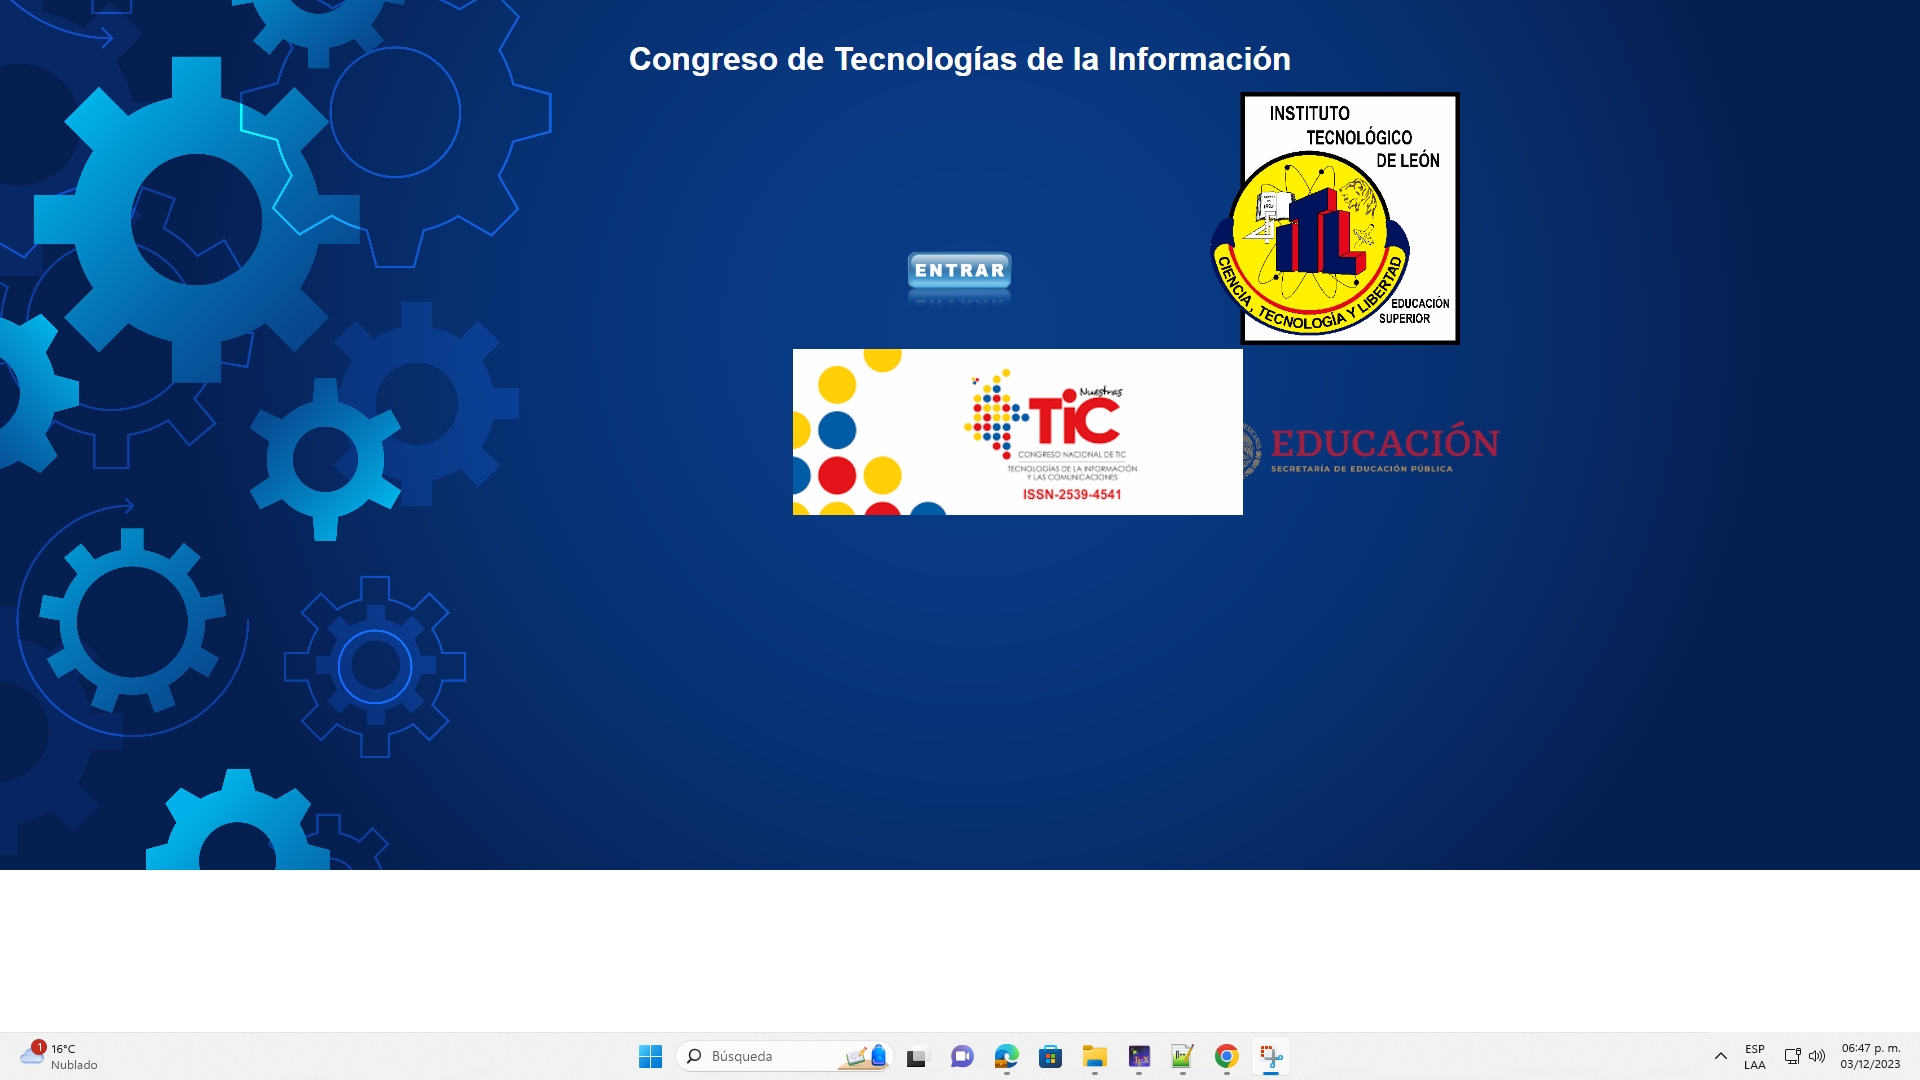 Congreso de Tecnologías de la Información
INSTITUTO
TECNOLÓGICO
DE LEÓN
CIENCIA, TECNOLOGÍA Y LIBERTAD
EDUCACIÓN
SUPERIOR
ENTRAR
Nuestras
TiC
CONGRESO NACIONAL DE TIC
TECNOLOGÍAS DE LA INFORMACIÓN
Y LAS COMUNICACIONES
ISSN-2539-4541
EDUCACIÓN
SECRETARÍA DE EDUCACIÓN PÚBLICA
1
16°C
Nublado
Búsqueda
ESP
LAA
06:47 p. m.
03/12/2023